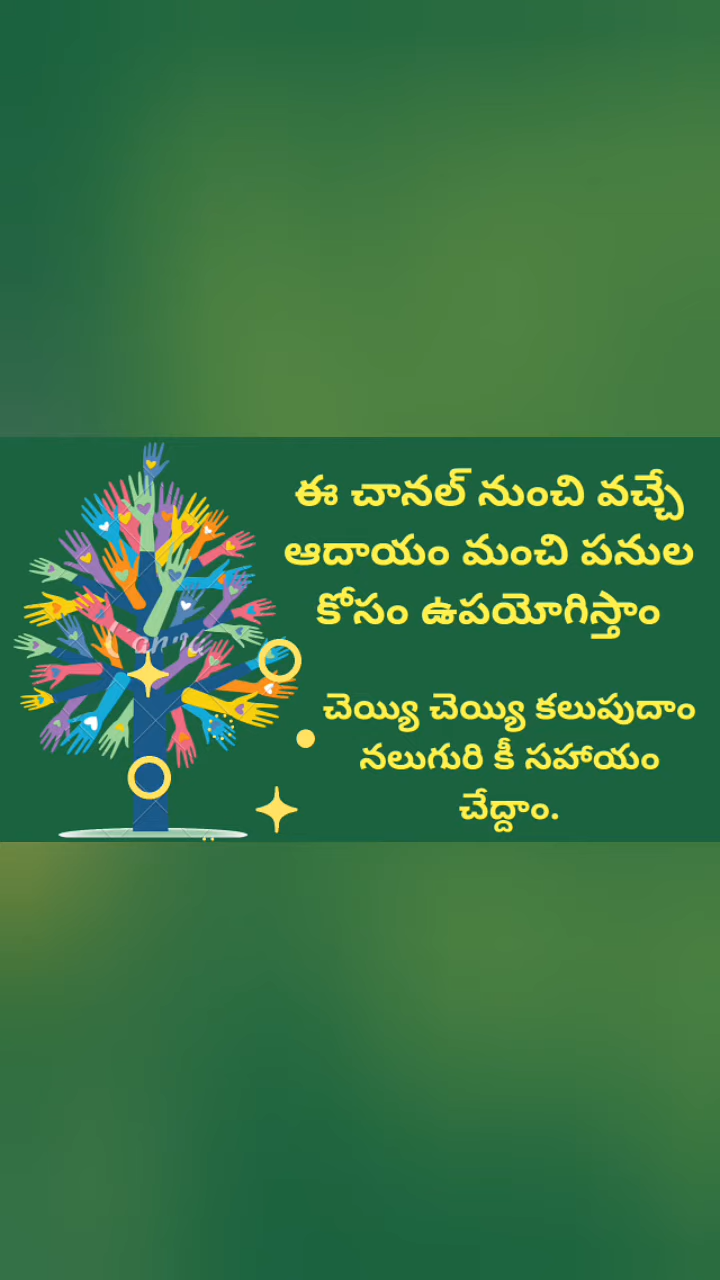 ఈ చానల్ నుంచి వచ్చే
ఆదాయం మంచి పనుల
కోసం ఉపయోగిస్తాం
చెయ్యి చెయ్యి కలుపుదాం
నలుగురి కీ సహాయం
చేద్దాం.